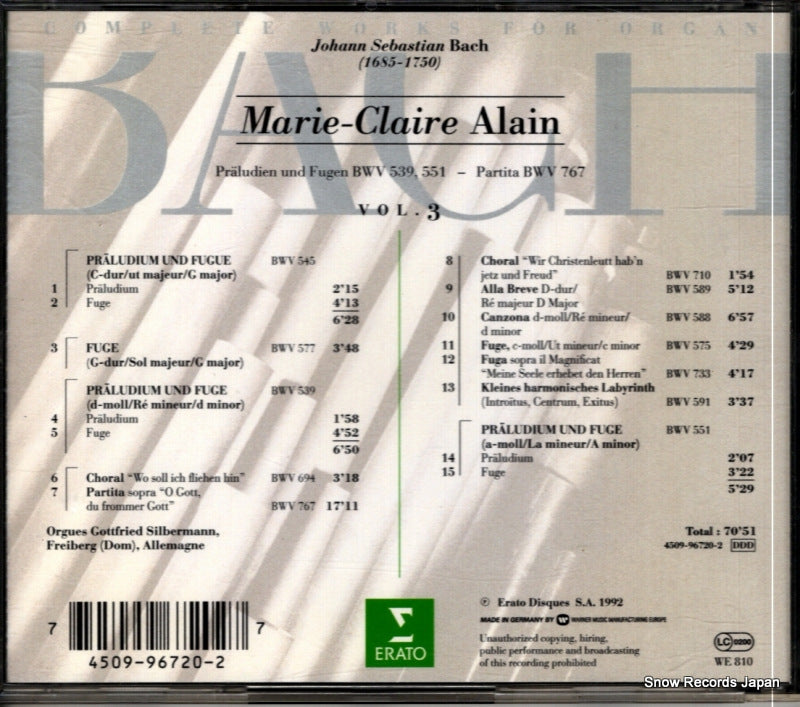 COMPLETE WORKS FOR ORGAN
BACH
Johann Sebastian Bach
(1685-1750)
Marie-Claire Alain
Präludien und Fugen BWV 539, 551 – Partita BWV 767
VOL. 3
PRÄLUDIUM UND FUGUE BWV 545
(C-dur/ut majeur/G major)
1 Präludium 2’15
2 Fuge 4’13
6’28
3 FUGE BWV 577 3’48
(G-dur/Sol majeur/G major)
PRÄLUDIUM UND FUGE BWV 539
(d-moll/Ré mineur/d minor)
4 Präludium 1’58
5 Fuge 4’52
6’50
6 Choral “Wo soll ich fliehen hin” BWV 694 3’18
7 Partita sopra “O Gott,
du frommer Gott” BWV 767 17’11
Orgues Gottfried Silbermann,
Freiberg (Dom), Allemagne
8 Choral “Wir Christenleutt hab’n
jetz und Freud” BWV 710 1’54
9 Alla Breve D-dur/ BWV 589 5’12
Ré majeur D Major
10 Canzona d-moll/Ré mineur/ BWV 588 6’57
d minor
11 Fuge, c-moll/Ut mineur/c minor BWV 575 4’29
12 Fuga sopra il Magnificat
“Meine Seele erhebet den Herren” BWV 733 4’17
13 Kleines harmonisches Labyrinth
(Introïtus, Centrum, Exitus) BWV 591 3’37
PRÄLUDIUM UND FUGE BWV 551
(a-moll/La mineur/A minor)
14 Präludium 2’07
15 Fuge 3’22
5’29
Total : 70’51
4509-96720-2 DDD
7 4509-96720-2 7
ERATO
℗ Erato Disques S.A. 1992
MADE IN GERMANY BY WARNER MUSIC MANUFACTURING EUROPE
Unauthorized copying, hiring,
public performance and broadcasting
of this recording prohibited
LC 0200
WE 810
Snow Records Japan